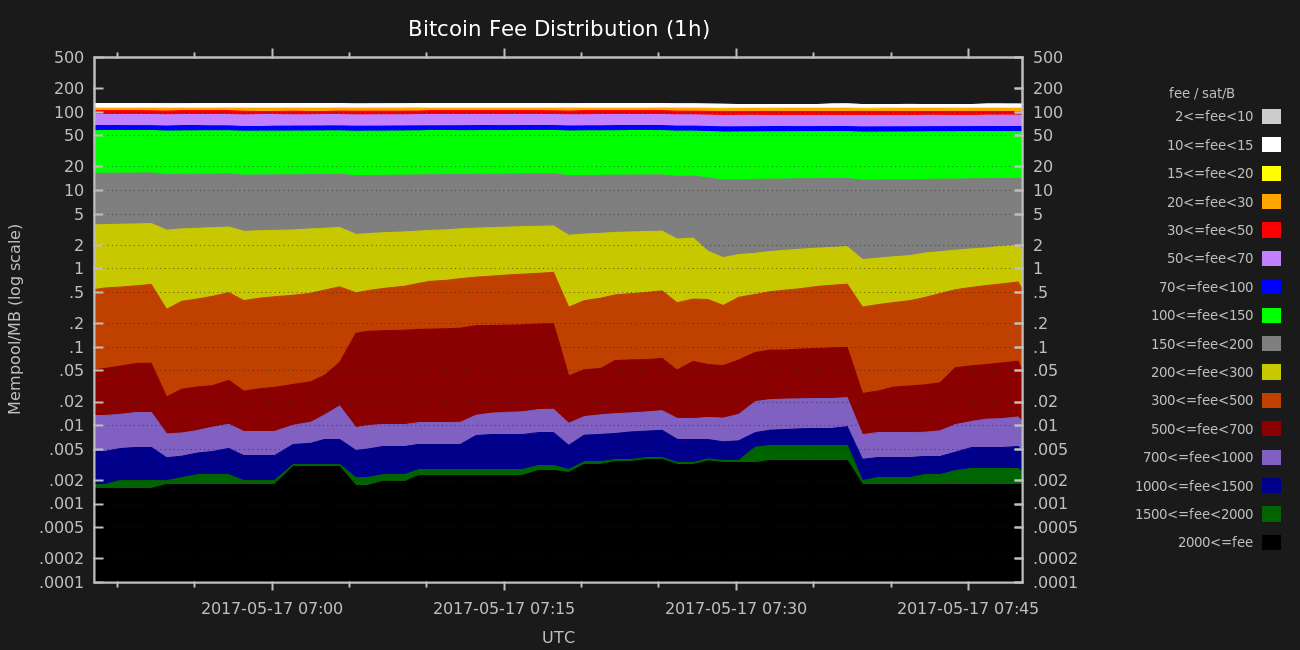 Bitcoin Fee Distribution (1h)
500 500
200 200
100 100
50 50
20 20
10 10
5 5
2 2
1 1
.5 .5
.2 .2
.1 .1
.05 .05
.02 .02
.01 .01
.005 .005
.002 .002
.001 .001
.0005 .0005
.0002 .0002
.0001 .0001
Mempool/MB (log scale)
2017-05-17 07:00 2017-05-17 07:15 2017-05-17 07:30 2017-05-17 07:45
UTC
fee / sat/B
2<=fee<10
10<=fee<15
15<=fee<20
20<=fee<30
30<=fee<50
50<=fee<70
70<=fee<100
100<=fee<150
150<=fee<200
200<=fee<300
300<=fee<500
500<=fee<700
700<=fee<1000
1000<=fee<1500
1500<=fee<2000
2000<=fee